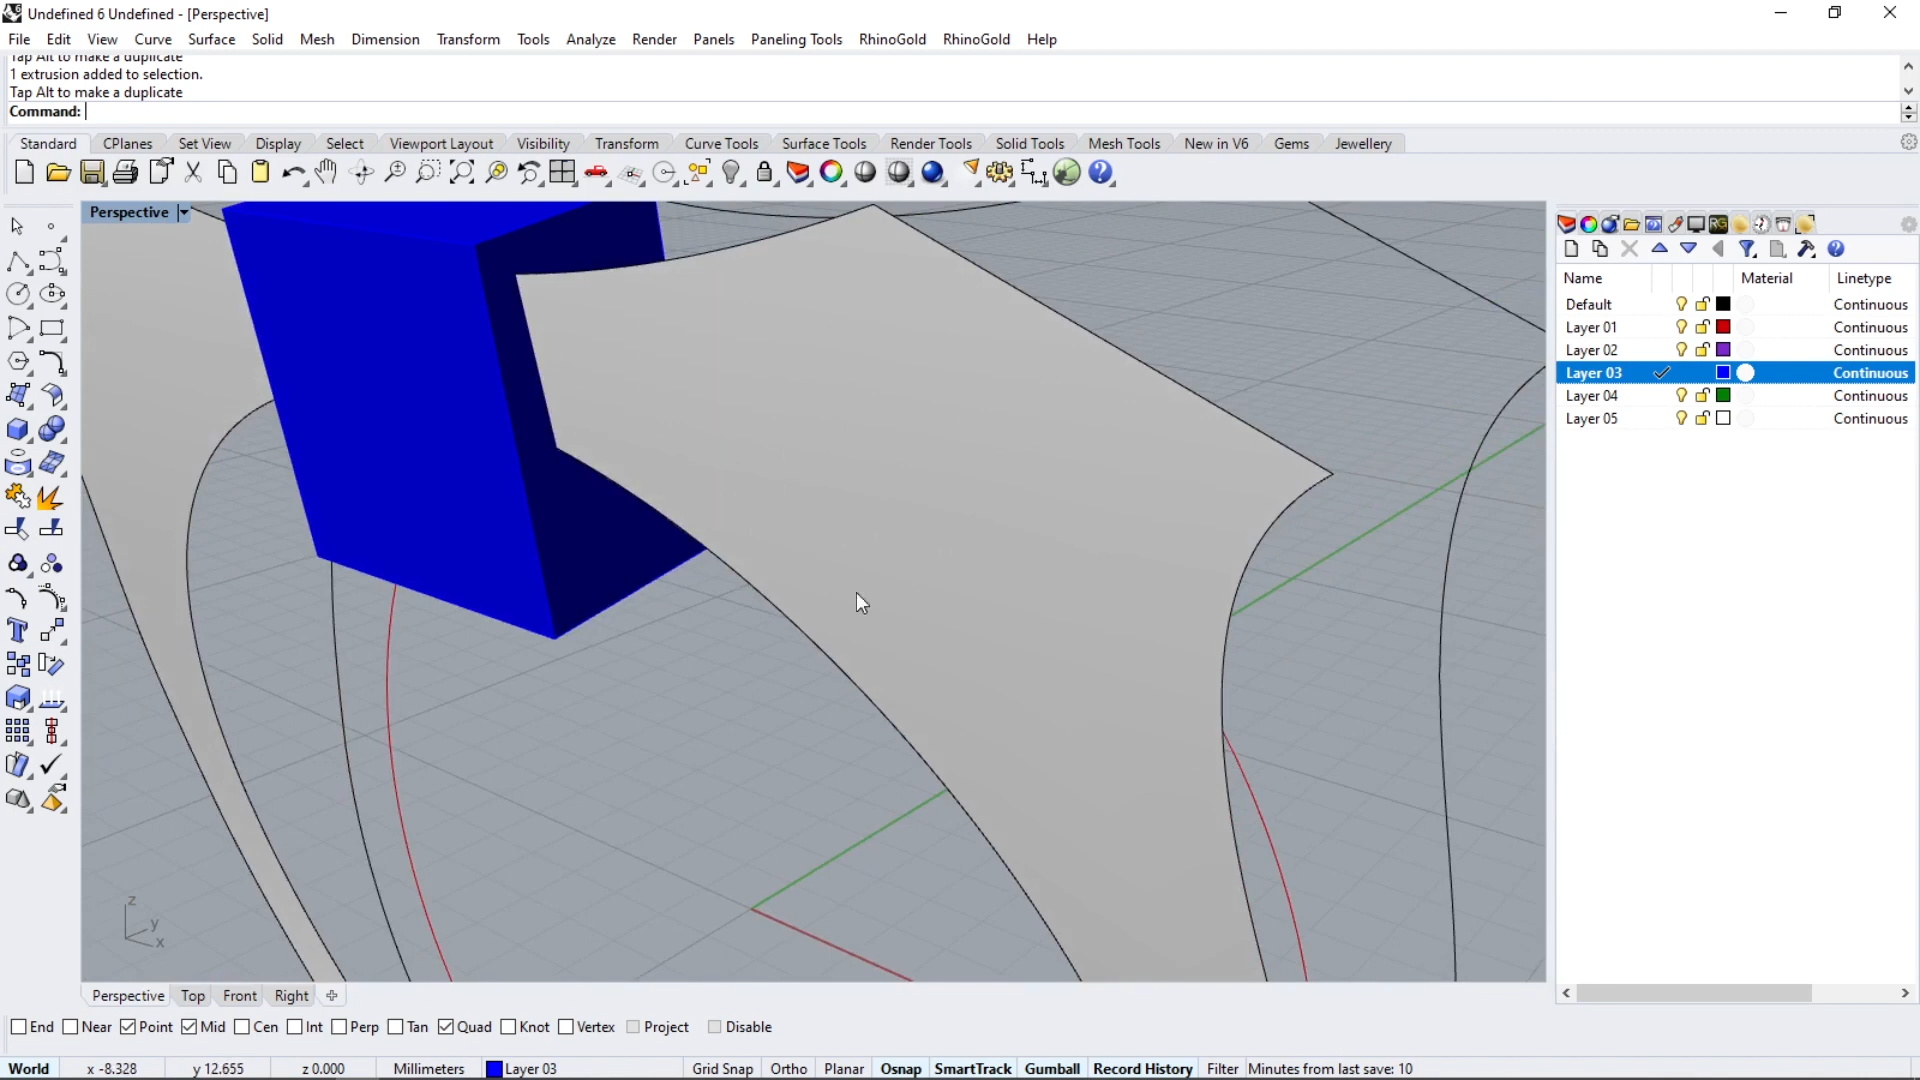 Undefined 6 Undefined - [Perspective]
File Edit View Curve Surface Solid Mesh Dimension Transform Tools Analyze Render Panels Paneling Tools RhinoGold RhinoGold Help
Tap Alt to make a duplicate
1 extrusion added to selection.
Tap Alt to make a duplicate
Command:
Standard CPlanes Set View Display Select Viewport Layout Visibility Transform Curve Tools Surface Tools Render Tools Solid Tools Mesh Tools New in V6 Gems Jewellery
Perspective
Name Material Linetype
Default Continuous
Layer 01 Continuous
Layer 02 Continuous
Layer 03 Continuous
Layer 04 Continuous
Layer 05 Continuous
z
y
x
Perspective Top Front Right
End Near Point Mid Cen Int Perp Tan Quad Knot Vertex Project Disable
World x -8.328 y 12.655 z 0.000 Millimeters Layer 03 Grid Snap Ortho Planar Osnap SmartTrack Gumball Record History Filter Minutes from last save: 10